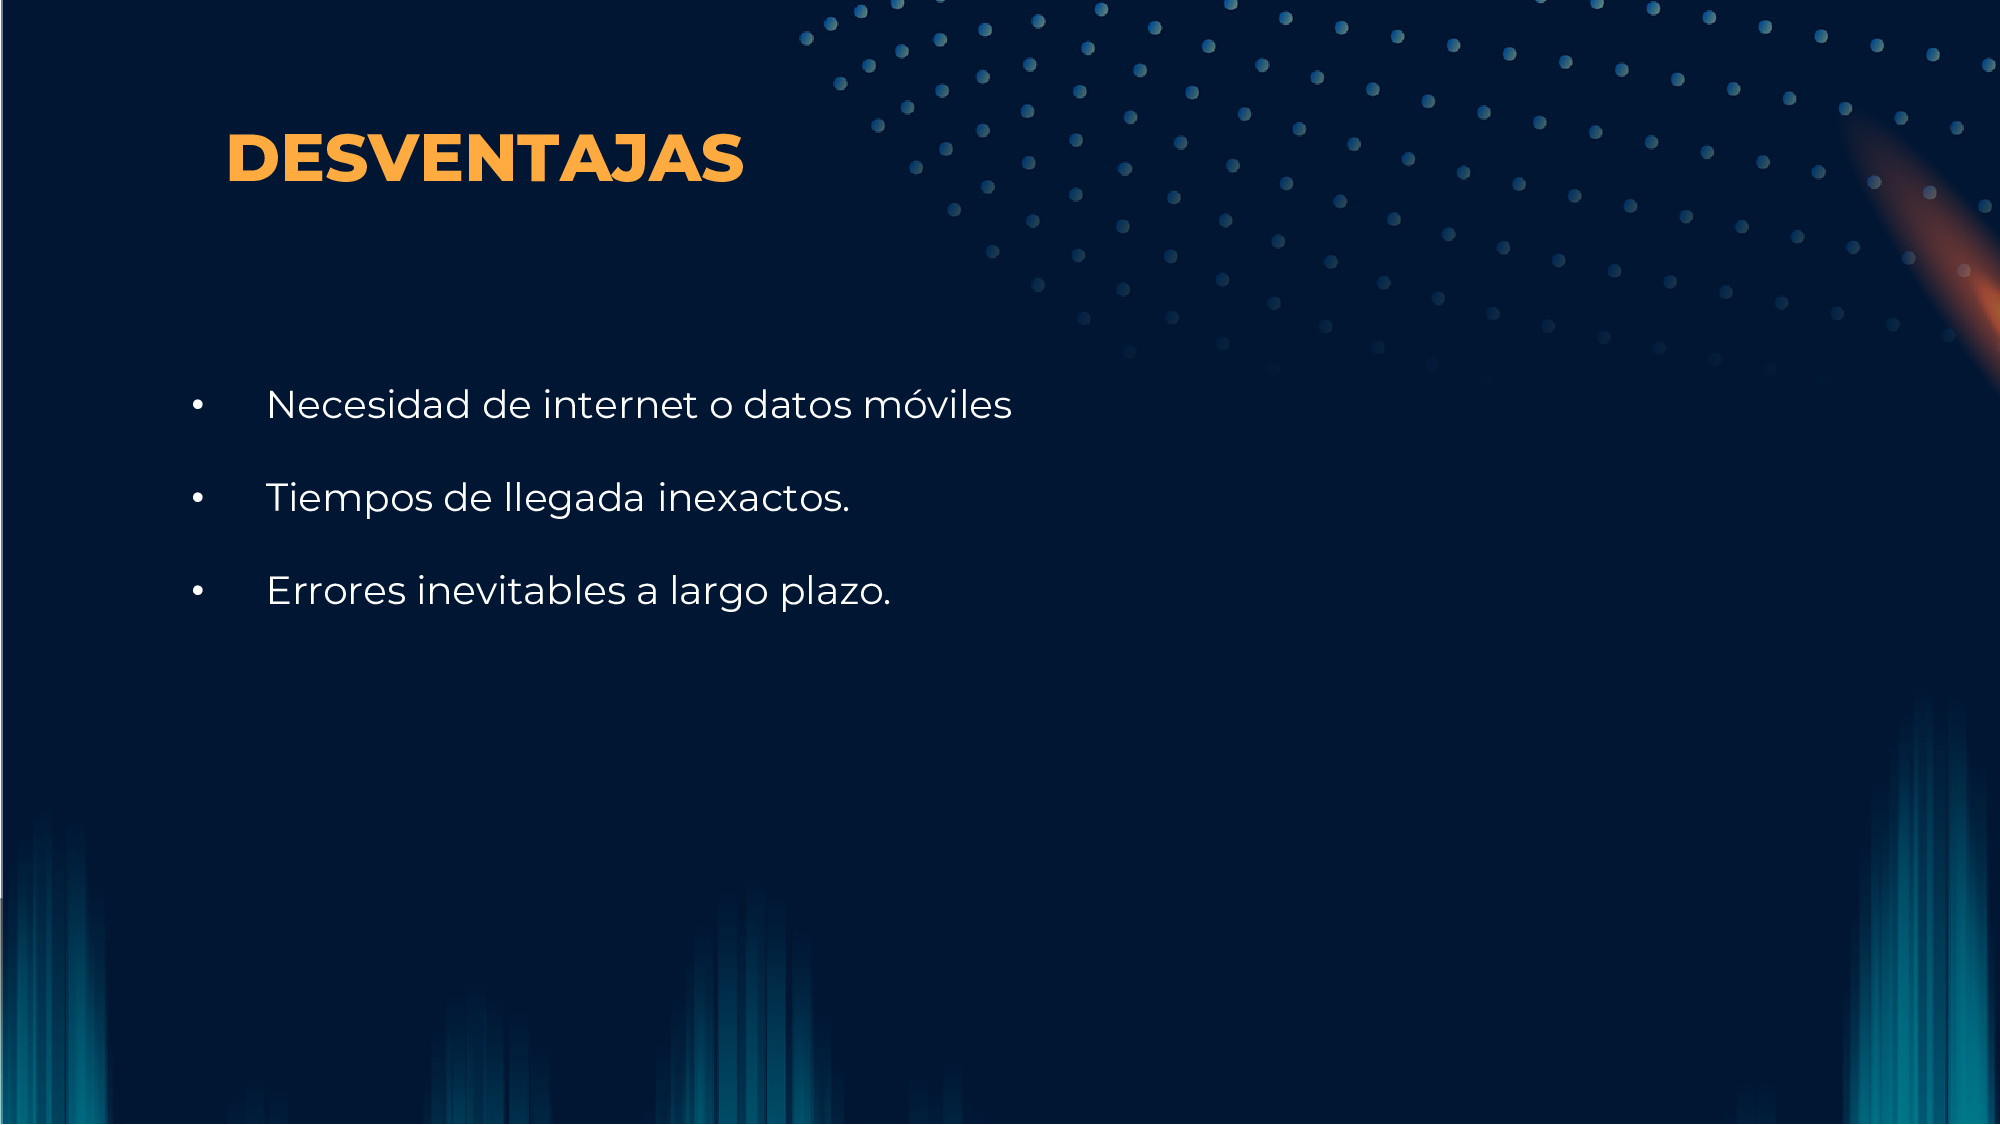 DESVENTAJAS
• Necesidad de internet o datos móviles
• Tiempos de llegada inexactos.
• Errores inevitables a largo plazo.